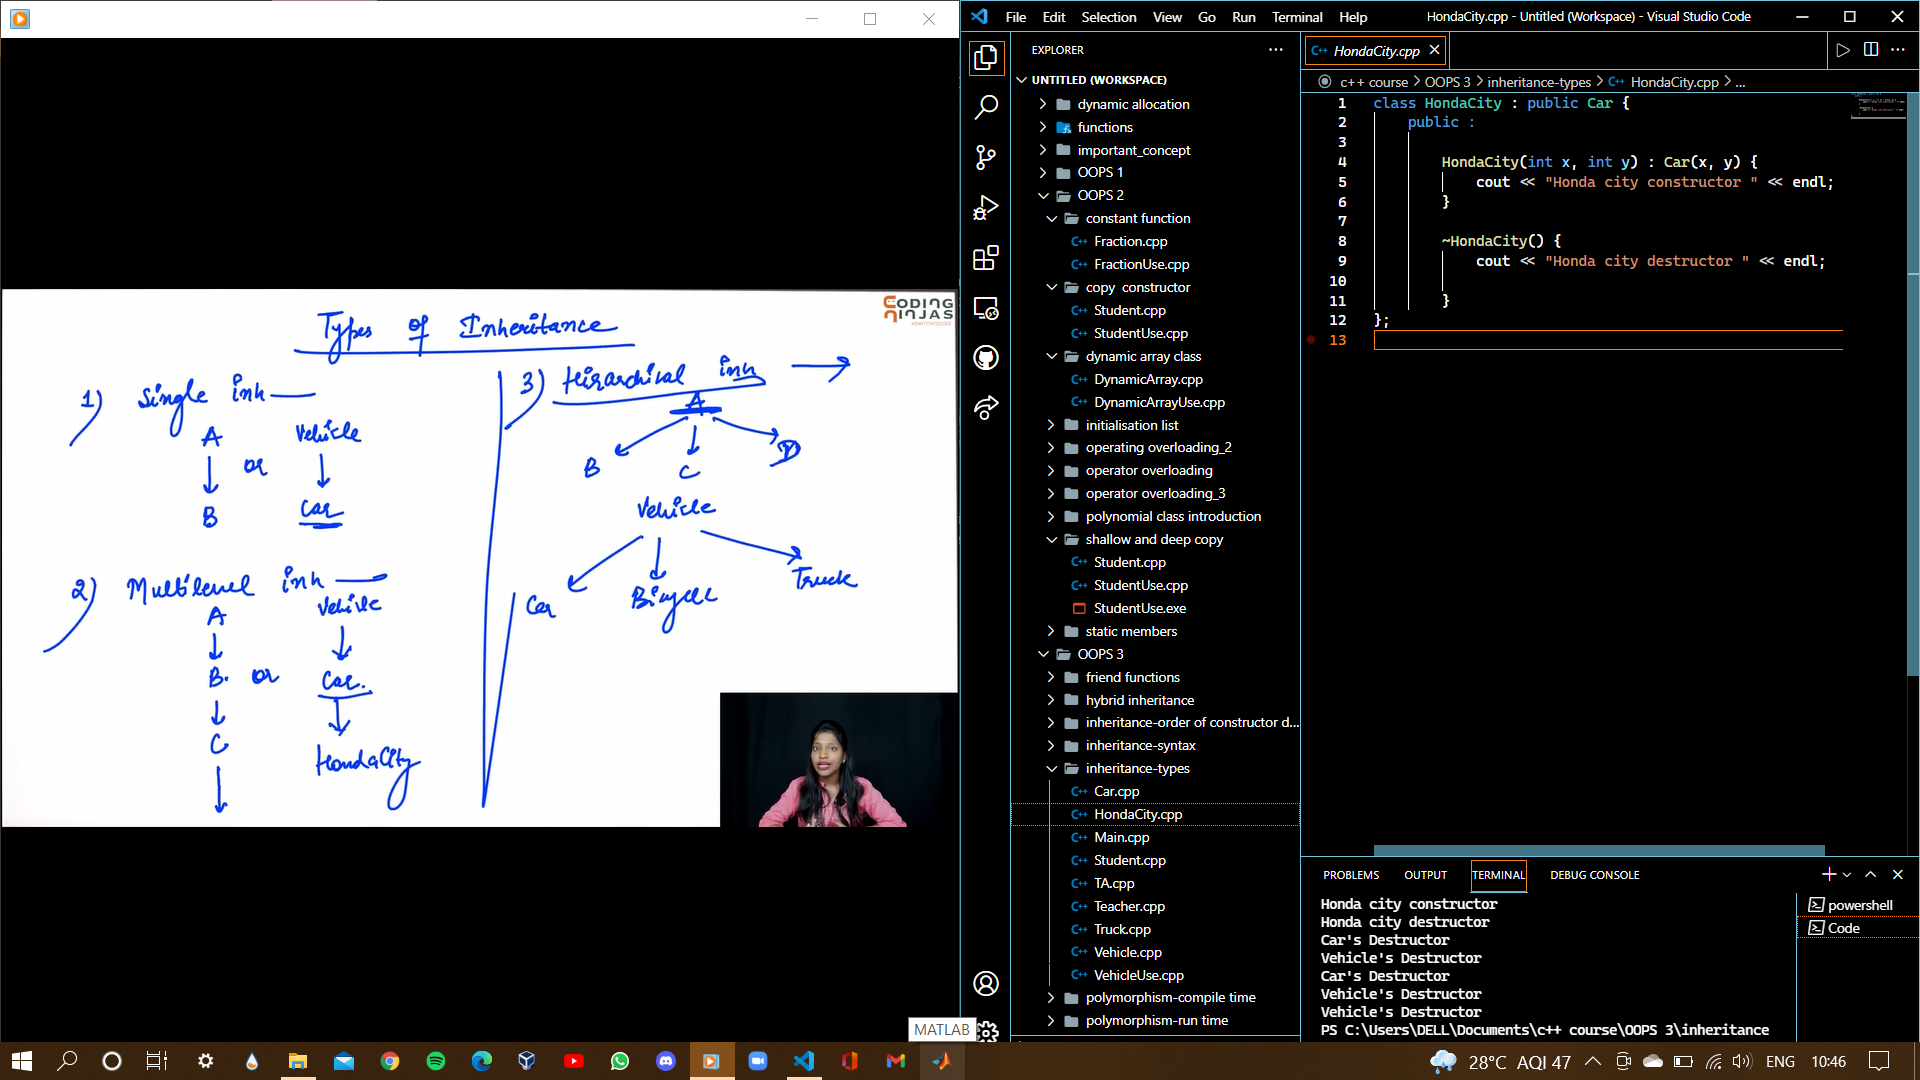 CODING
NINJAS
Types of Inheritance
1) Single inh
A
Vehicle
or
B
Car
2) Multilevel inh
A
Vehicle
B. or Car.
C
HondaCity
3) Hirarchical inh
A
B C D
Vehicle
Car Bicycle Truck
File Edit Selection View Go Run Terminal Help
HondaCity.cpp - Untitled (Workspace) - Visual Studio Code
EXPLORER
UNTITLED (WORKSPACE)
dynamic allocation
functions
important_concept
OOPS 1
OOPS 2
constant function
Fraction.cpp
FractionUse.cpp
copy constructor
Student.cpp
StudentUse.cpp
dynamic array class
DynamicArray.cpp
DynamicArrayUse.cpp
initialisation list
operating overloading_2
operator overloading
operator overloading_3
polynomial class introduction
shallow and deep copy
Student.cpp
StudentUse.cpp
StudentUse.exe
static members
OOPS 3
friend functions
hybrid inheritance
inheritance-order of constructor d...
inheritance-syntax
inheritance-types
Car.cpp
HondaCity.cpp
Main.cpp
Student.cpp
TA.cpp
Teacher.cpp
Truck.cpp
Vehicle.cpp
VehicleUse.cpp
polymorphism-compile time
polymorphism-run time
HondaCity.cpp
c++ course > OOPS 3 > inheritance-types > HondaCity.cpp > ...
1 class HondaCity : public Car {
2 public :
3
4 HondaCity(int x, int y) : Car(x, y) {
5 cout << "Honda city constructor " << endl;
6 }
7
8 ~HondaCity() {
9 cout << "Honda city destructor " << endl;
10
11 }
12 };
13
PROBLEMS OUTPUT TERMINAL DEBUG CONSOLE
Honda city constructor
Honda city destructor
Car's Destructor
Vehicle's Destructor
Car's Destructor
Vehicle's Destructor
Vehicle's Destructor
PS C:\Users\DELL\Documents\c++ course\OOPS 3\inheritance
powershell
Code
MATLAB
28°C AQI 47
ENG
10:46